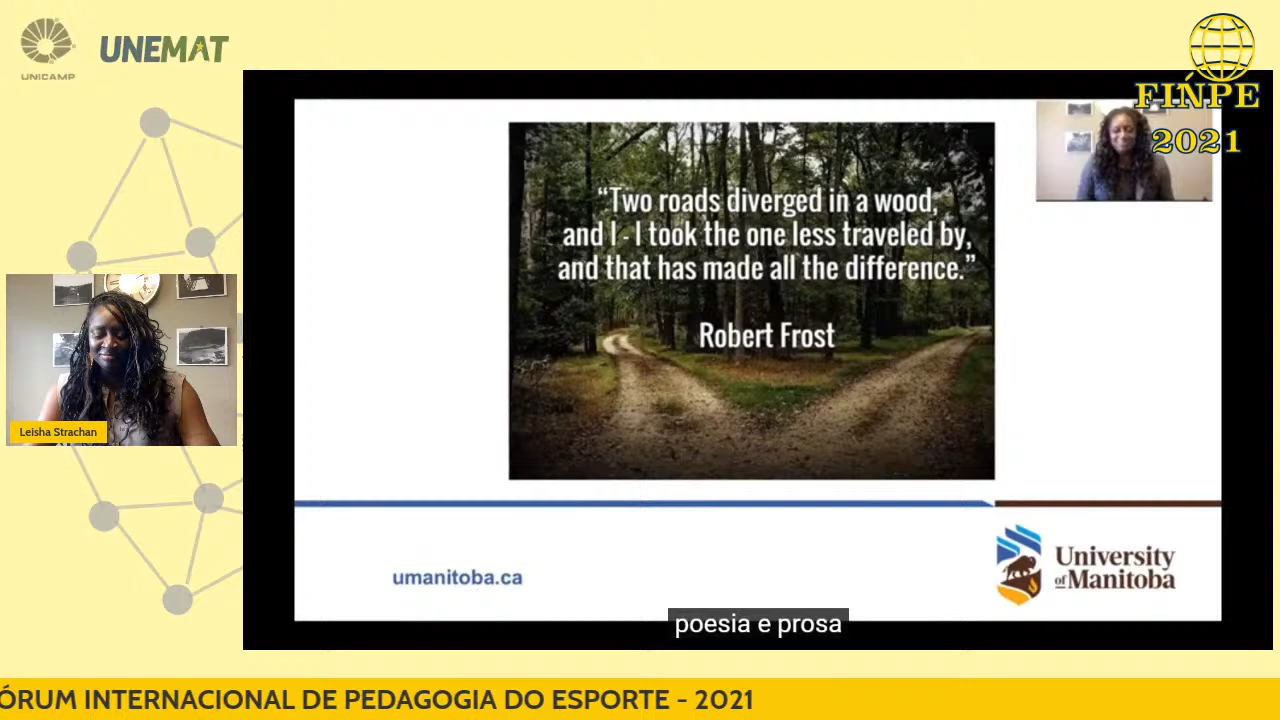 UNICAMP
UNEMAT
FINPE
2021
“Two roads diverged in a wood,
and I - I took the one less traveled by,
and that has made all the difference.”
Robert Frost
Leisha Strachan
umanitoba.ca
University
of Manitoba
poesia e prosa
ÓRUM INTERNACIONAL DE PEDAGOGIA DO ESPORTE - 2021